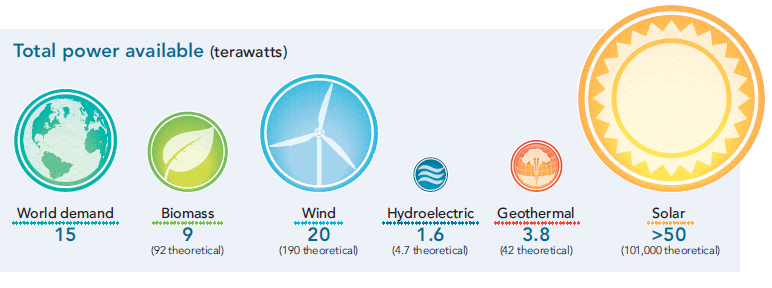 Total power available (terawatts)
World demand
15
Biomass
9
(92 theoretical)
Wind
20
(190 theoretical)
Hydroelectric
1.6
(4.7 theoretical)
Geothermal
3.8
(42 theoretical)
Solar
>50
(101,000 theoretical)